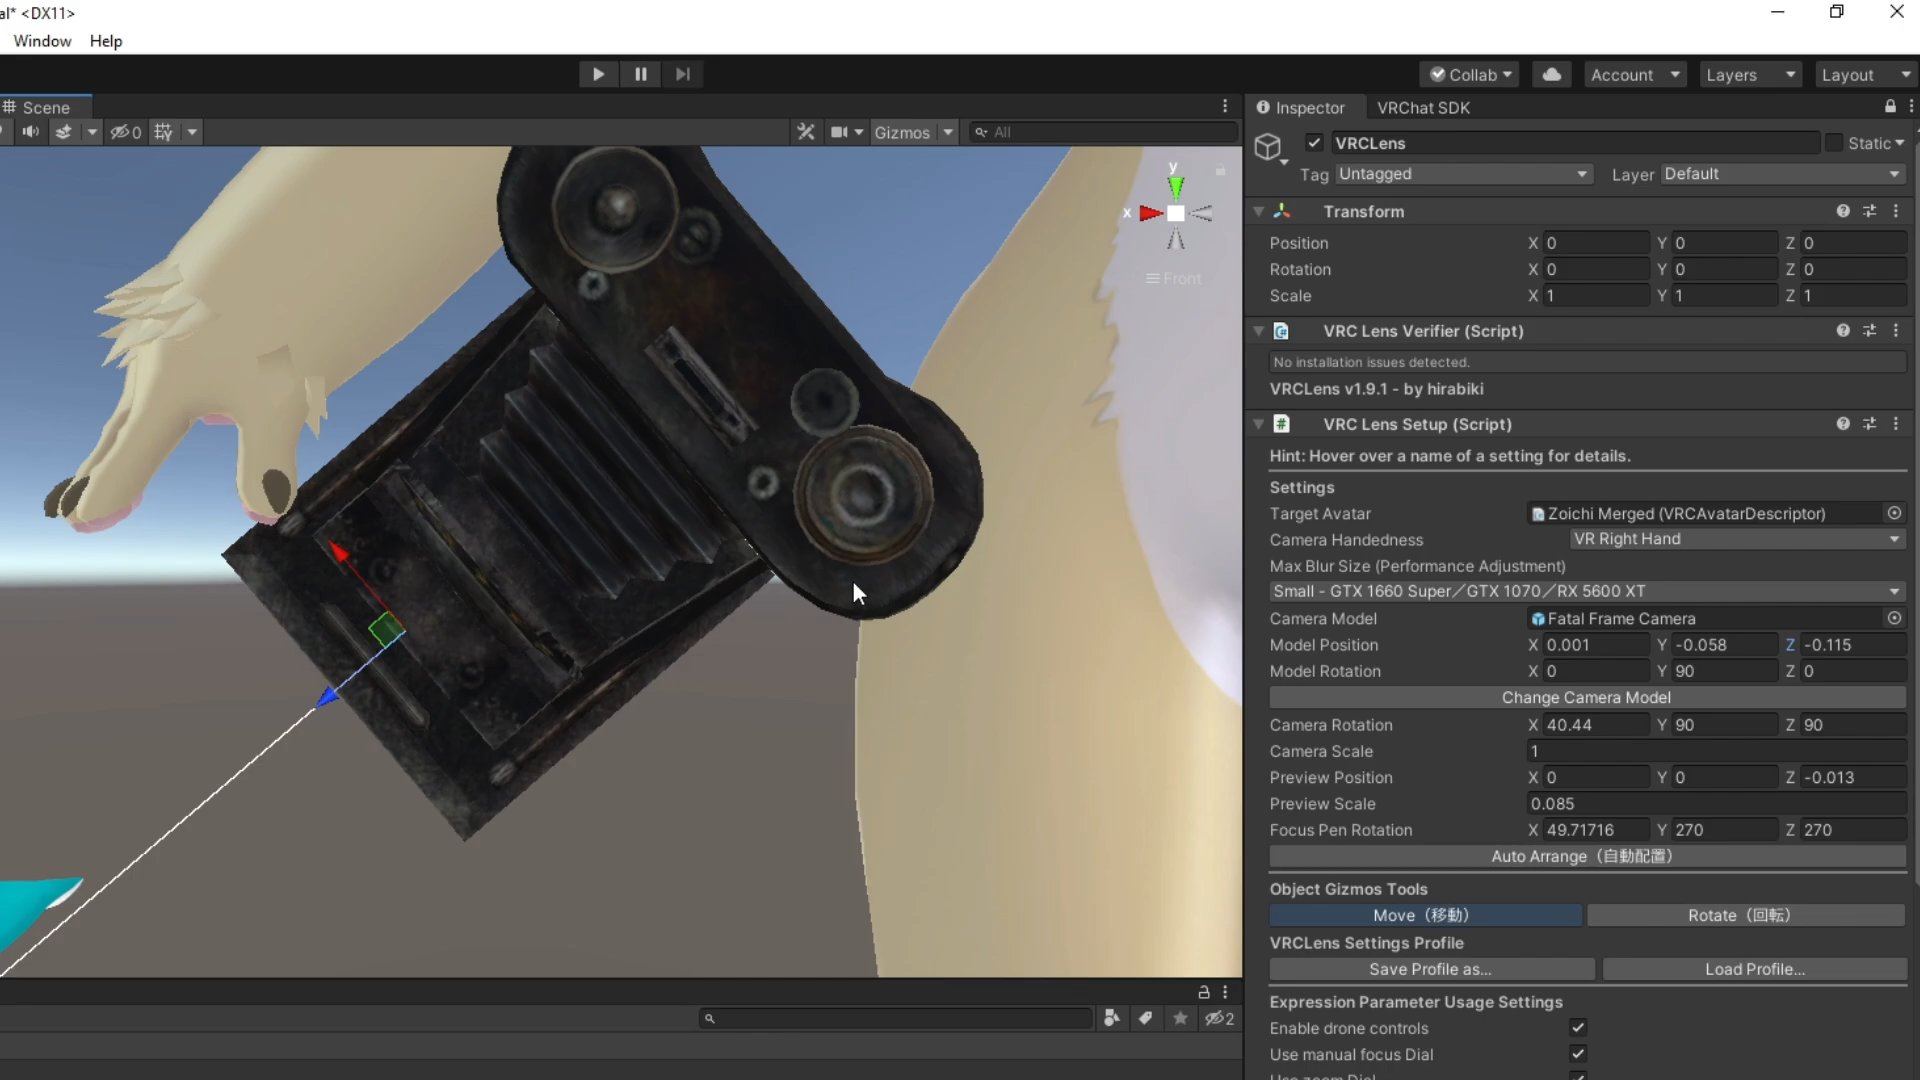 al* <DX11>
Window Help
Collab Account Layers Layout
Scene
Inspector VRChat SDK
0 Gizmos All
VRCLens Static
Tag Untagged Layer Default
y
x
Front
Transform
Position X 0 Y 0 Z 0
Rotation X 0 Y 0 Z 0
Scale X 1 Y 1 Z 1
VRC Lens Verifier (Script)
No installation issues detected.
VRCLens v1.9.1 - by hirabiki
VRC Lens Setup (Script)
Hint: Hover over a name of a setting for details.
Settings
Target Avatar Zoichi Merged (VRCAvatarDescriptor)
Camera Handedness VR Right Hand
Max Blur Size (Performance Adjustment)
Small - GTX 1660 Super／GTX 1070／RX 5600 XT
Camera Model Fatal Frame Camera
Model Position X 0.001 Y -0.058 Z -0.115
Model Rotation X 0 Y 90 Z 0
Change Camera Model
Camera Rotation X 40.44 Y 90 Z 90
Camera Scale 1
Preview Position X 0 Y 0 Z -0.013
Preview Scale 0.085
Focus Pen Rotation X 49.71716 Y 270 Z 270
Auto Arrange（自動配置）
Object Gizmos Tools
Move（移動） Rotate（回転）
VRCLens Settings Profile
Save Profile as... Load Profile...
Expression Parameter Usage Settings
Enable drone controls
Use manual focus Dial
Use zoom Dial
2